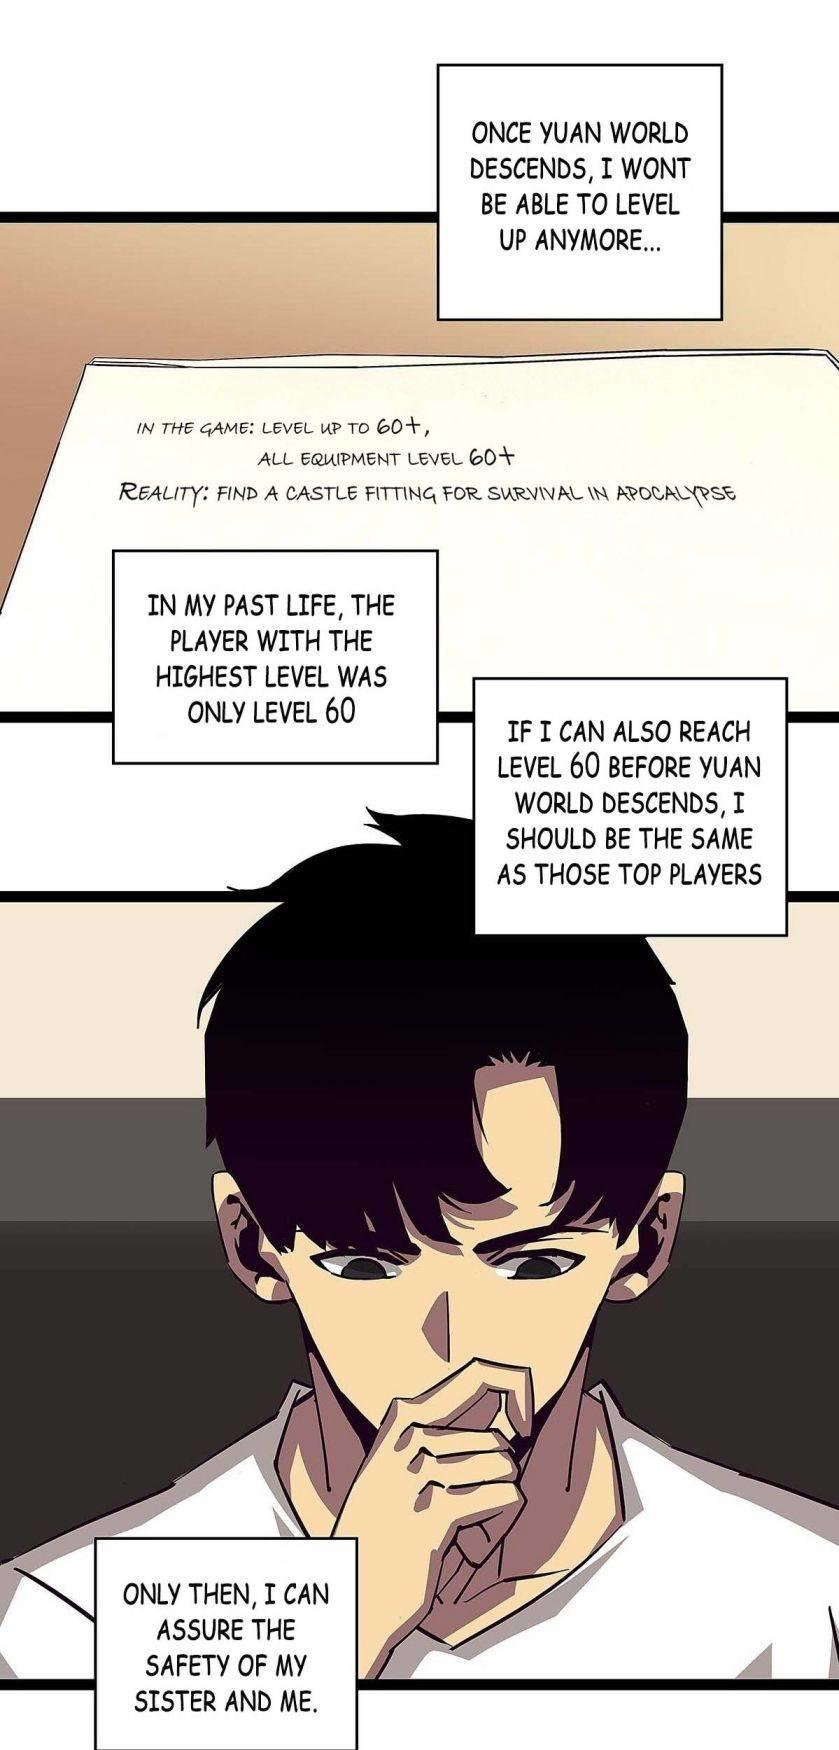 ONCE YUAN WORLD
DESCENDS, I WONT
BE ABLE TO LEVEL
UP ANYMORE...
IN THE GAME: LEVEL UP TO 60+,
ALL EQUIPMENT LEVEL 60+
REALITY: FIND A CASTLE FITTING FOR SURVIVAL IN APOCALYPSE
IN MY PAST LIFE, THE
PLAYER WITH THE
HIGHEST LEVEL WAS
ONLY LEVEL 60
IF I CAN ALSO REACH
LEVEL 60 BEFORE YUAN
WORLD DESCENDS, I
SHOULD BE THE SAME
AS THOSE TOP PLAYERS
ONLY THEN, I CAN
ASSURE THE
SAFETY OF MY
SISTER AND ME.